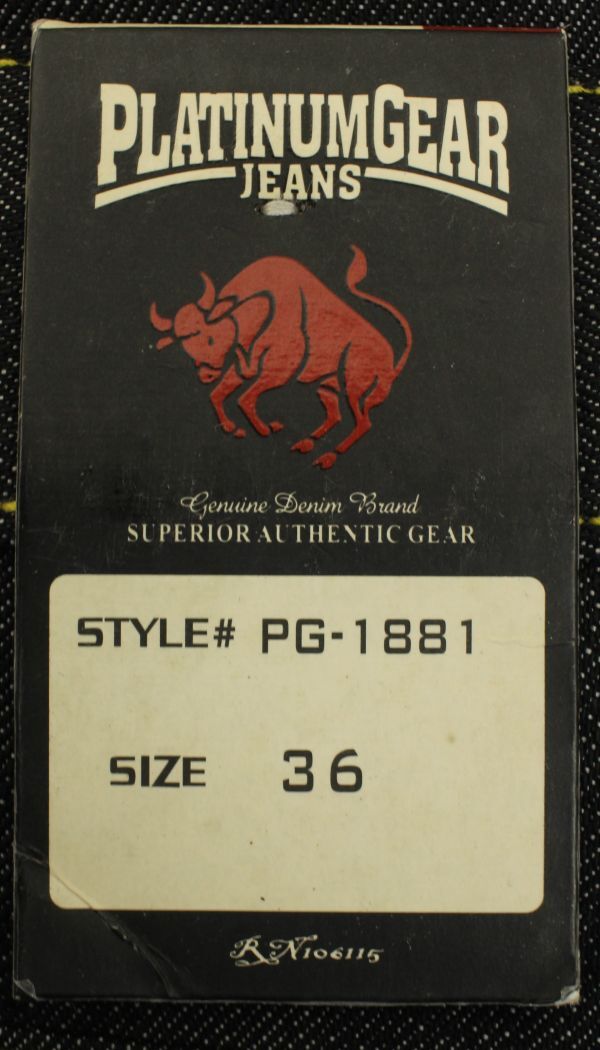 PLATINUMGEAR
JEANS
Genuine Denim Brand
SUPERIOR AUTHENTIC GEAR
STYLE# PG-1881
SIZE 36
RN106115